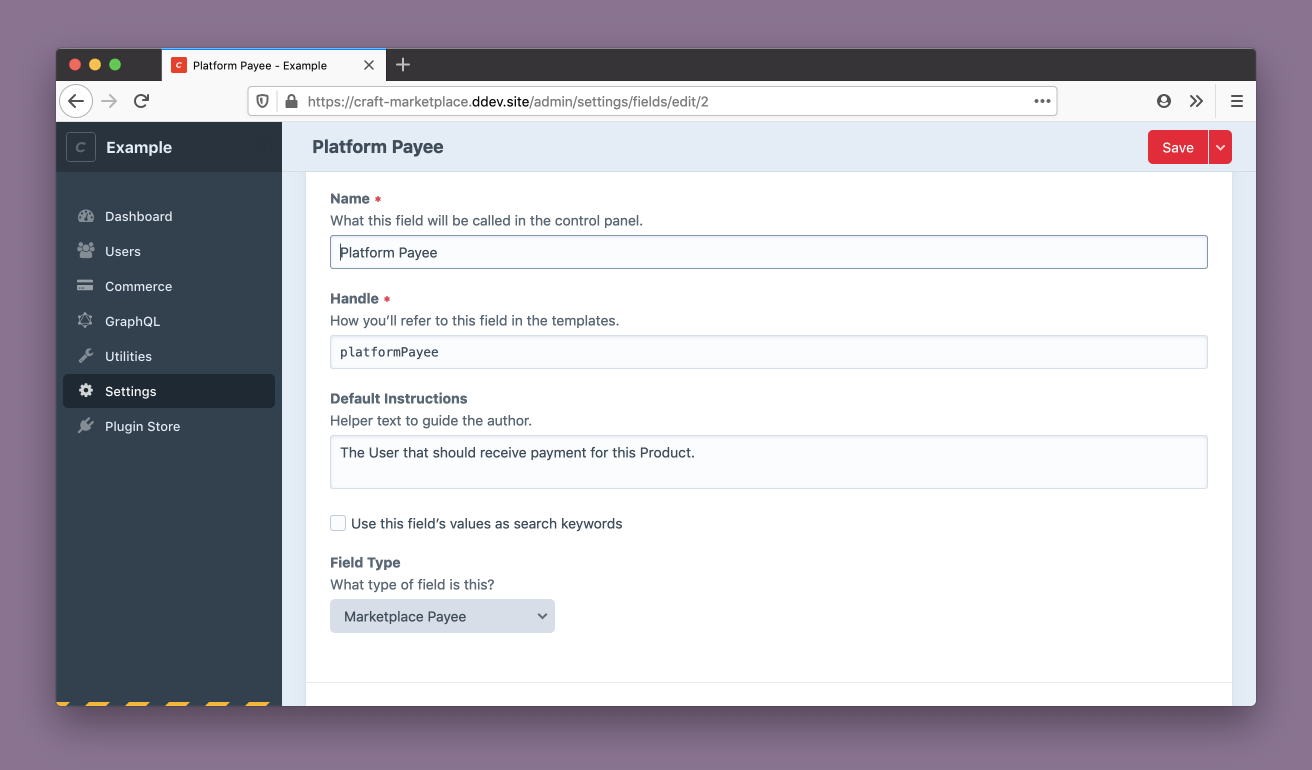 Platform Payee - Example
https://craft-marketplace.ddev.site/admin/settings/fields/edit/2
C Example
Platform Payee
Save
Dashboard
Users
Commerce
GraphQL
Utilities
Settings
Plugin Store
Name *
What this field will be called in the control panel.
Platform Payee
Handle *
How you’ll refer to this field in the templates.
platformPayee
Default Instructions
Helper text to guide the author.
The User that should receive payment for this Product.
Use this field’s values as search keywords
Field Type
What type of field is this?
Marketplace Payee